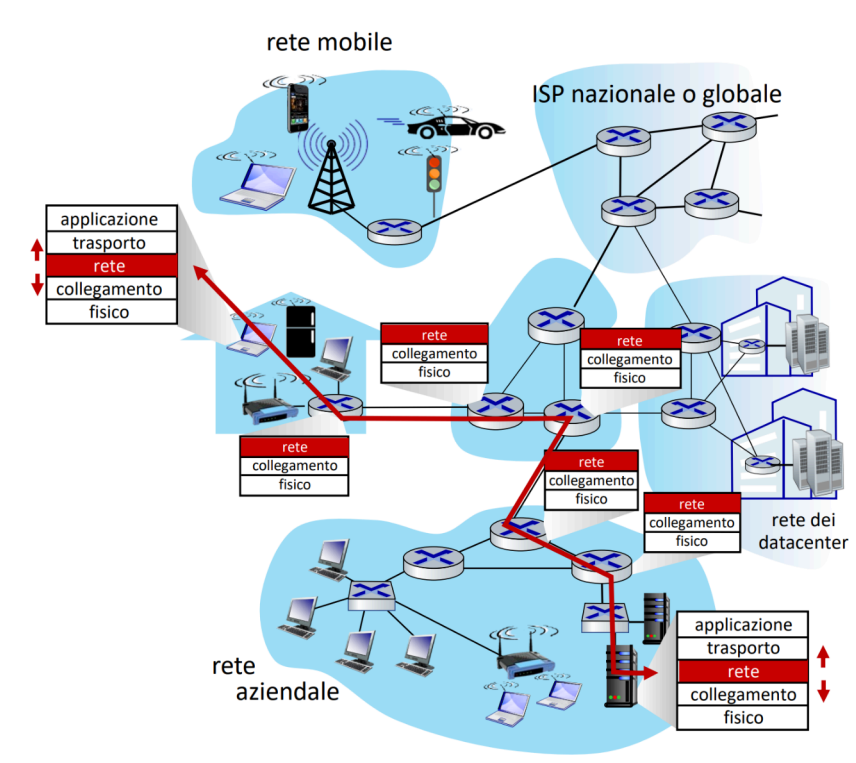 rete mobile
ISP nazionale o globale
applicazione
trasporto
rete
collegamento
fisico
rete
collegamento
fisico
rete
collegamento
fisico
rete
collegamento
fisico
rete
collegamento
fisico
rete
collegamento
fisico
rete dei
datacenter
applicazione
trasporto
rete
collegamento
fisico
rete
aziendale